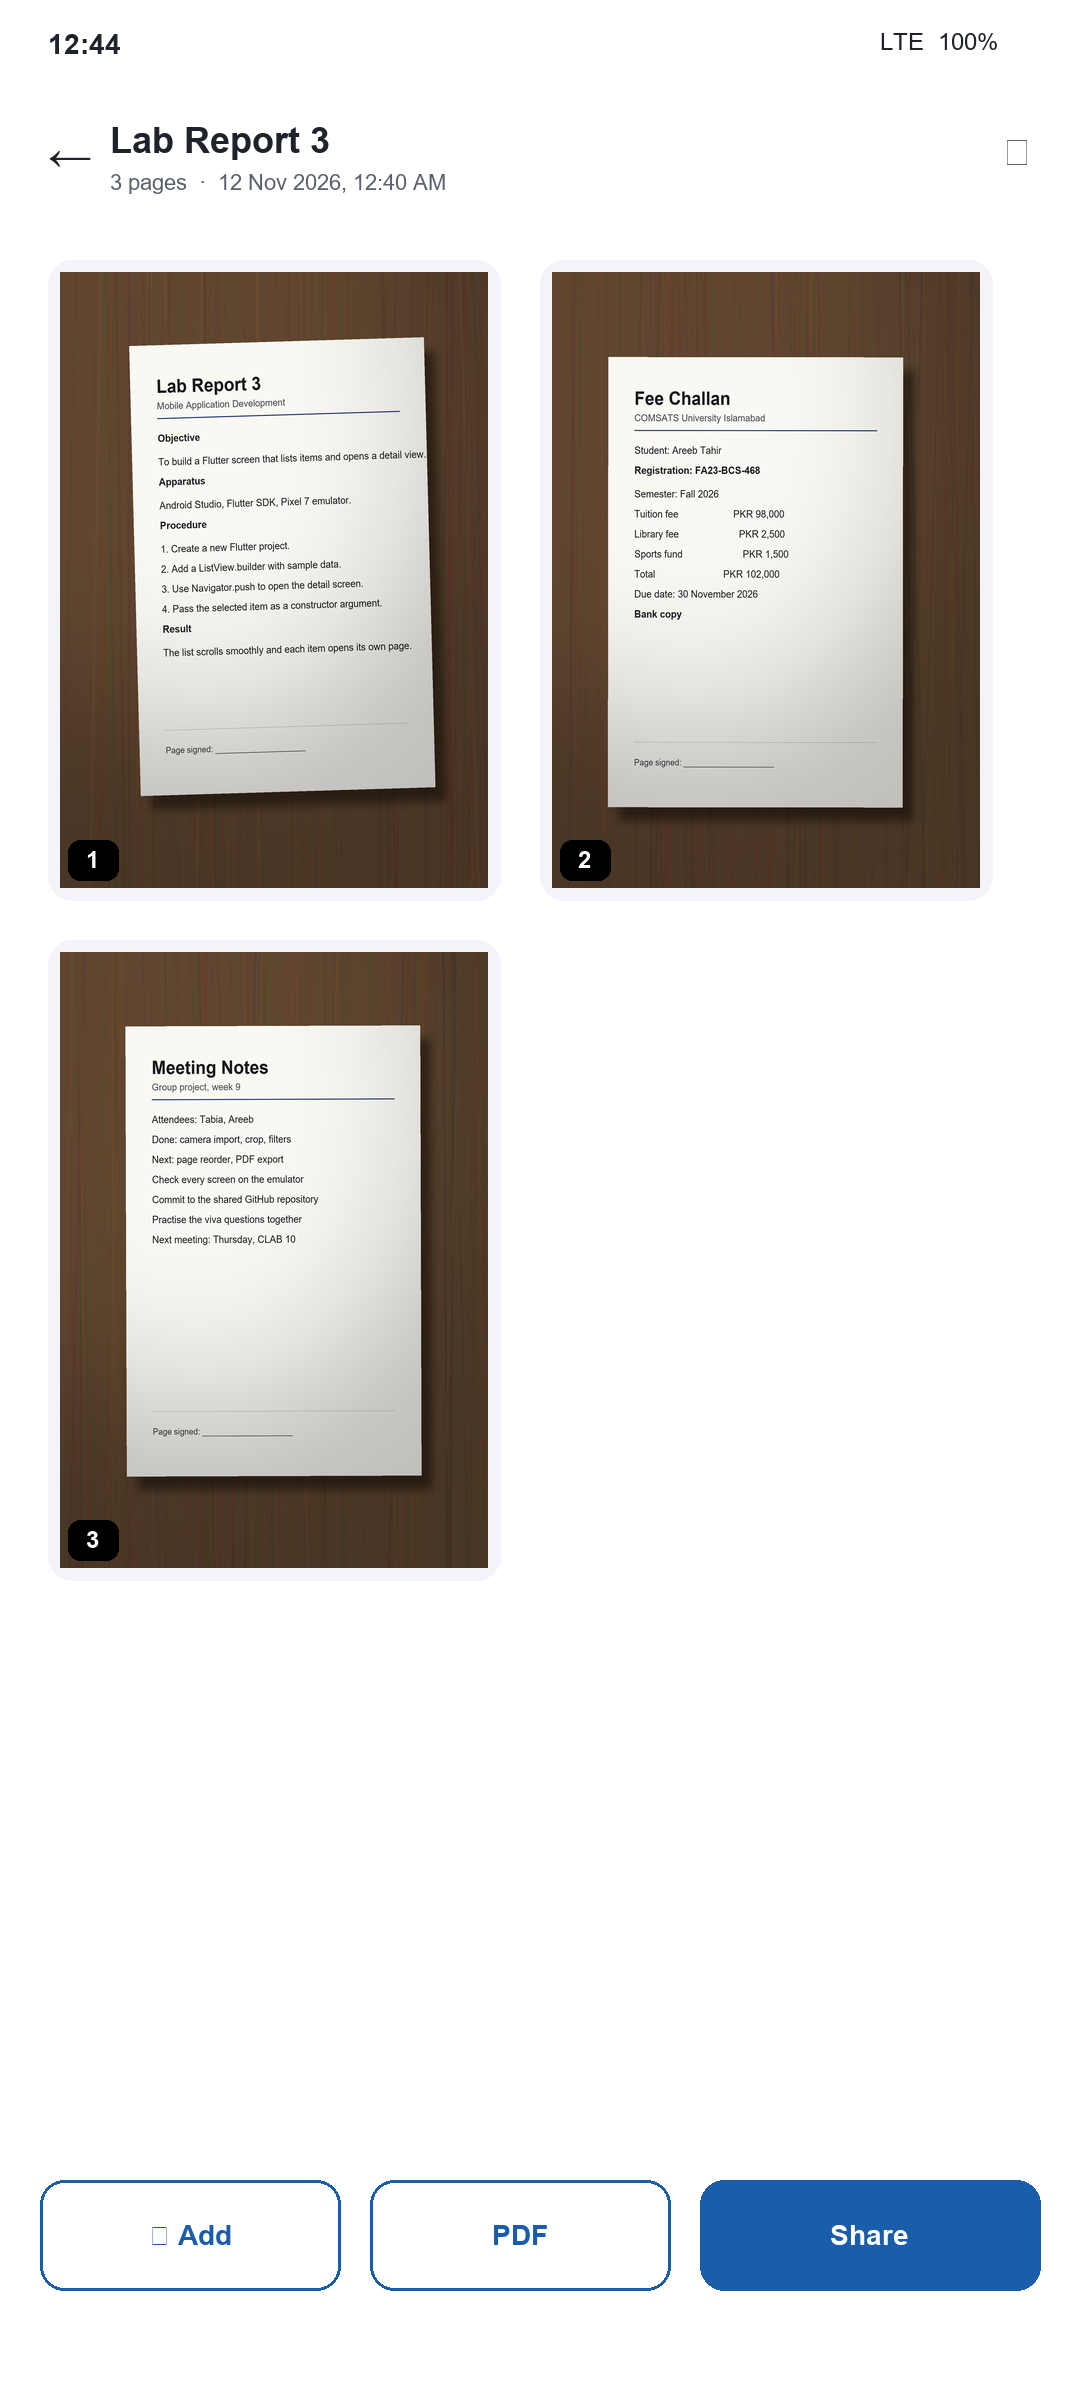 12:44
LTE 100%
←
Lab Report 3
3 pages · 12 Nov 2026, 12:40 AM
Lab Report 3
Mobile Application Development
Objective
To build a Flutter screen that lists items and opens a detail view.
Apparatus
Android Studio, Flutter SDK, Pixel 7 emulator.
Procedure
1. Create a new Flutter project.
2. Add a ListView.builder with sample data.
3. Use Navigator.push to open the detail screen.
4. Pass the selected item as a constructor argument.
Result
The list scrolls smoothly and each item opens its own page.
Page signed: ____________________
1
Fee Challan
COMSATS University Islamabad
Student: Areeb Tahir
Registration: FA23-BCS-468
Semester: Fall 2026
Tuition fee PKR 98,000
Library fee PKR 2,500
Sports fund PKR 1,500
Total PKR 102,000
Due date: 30 November 2026
Bank copy
Page signed: ____________________
2
Meeting Notes
Group project, week 9
Attendees: Tabia, Areeb
Done: camera import, crop, filters
Next: page reorder, PDF export
Check every screen on the emulator
Commit to the shared GitHub repository
Practise the viva questions together
Next meeting: Thursday, CLAB 10
Page signed: ____________________
3
Add
PDF
Share